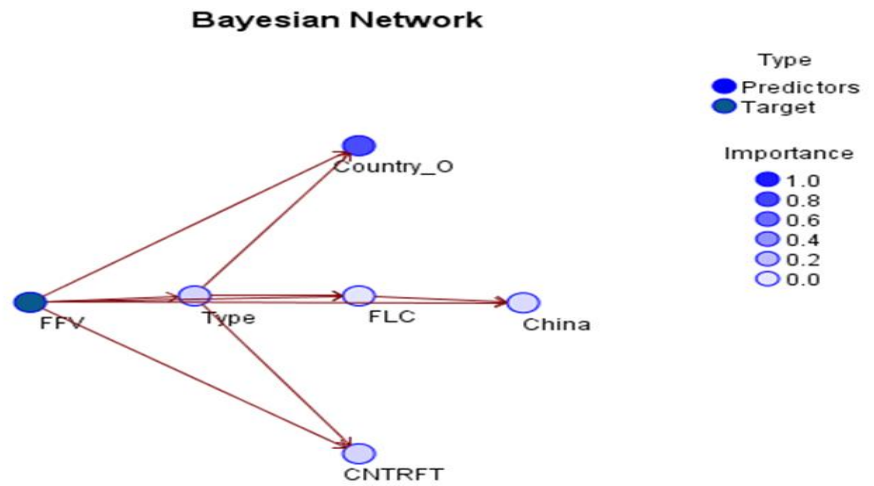 Bayesian Network
Type
Predictors
Target
Importance
1.0
0.8
0.6
0.4
0.2
0.0
Country_O
FFV
Type
FLC
China
CNTRFT